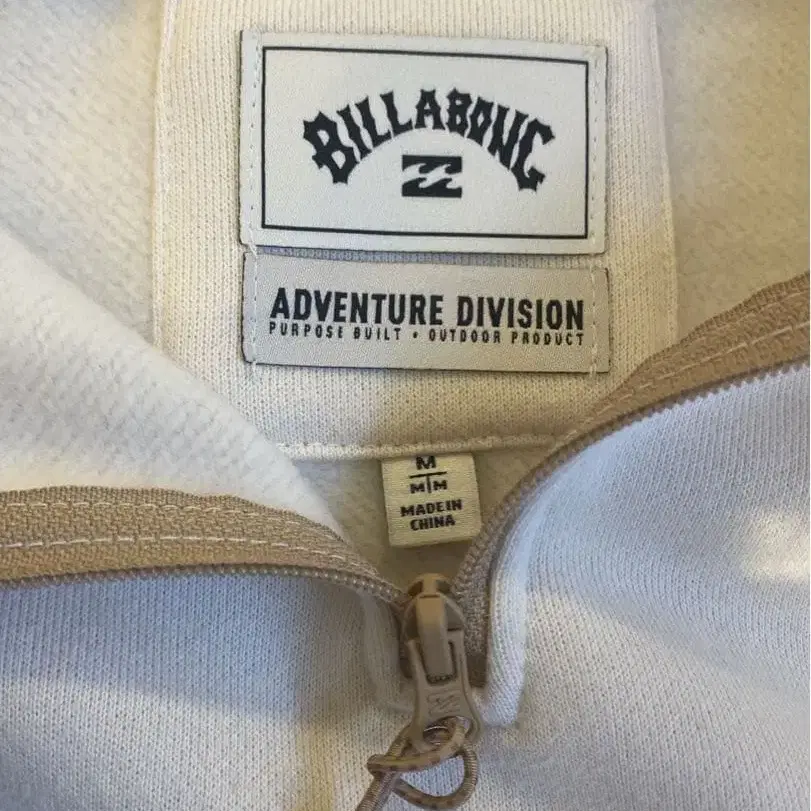 BILLABONG
ADVENTURE DIVISION
PURPOSE BUILT • OUTDOOR PRODUCT
M
M|M
MADE IN
CHINA